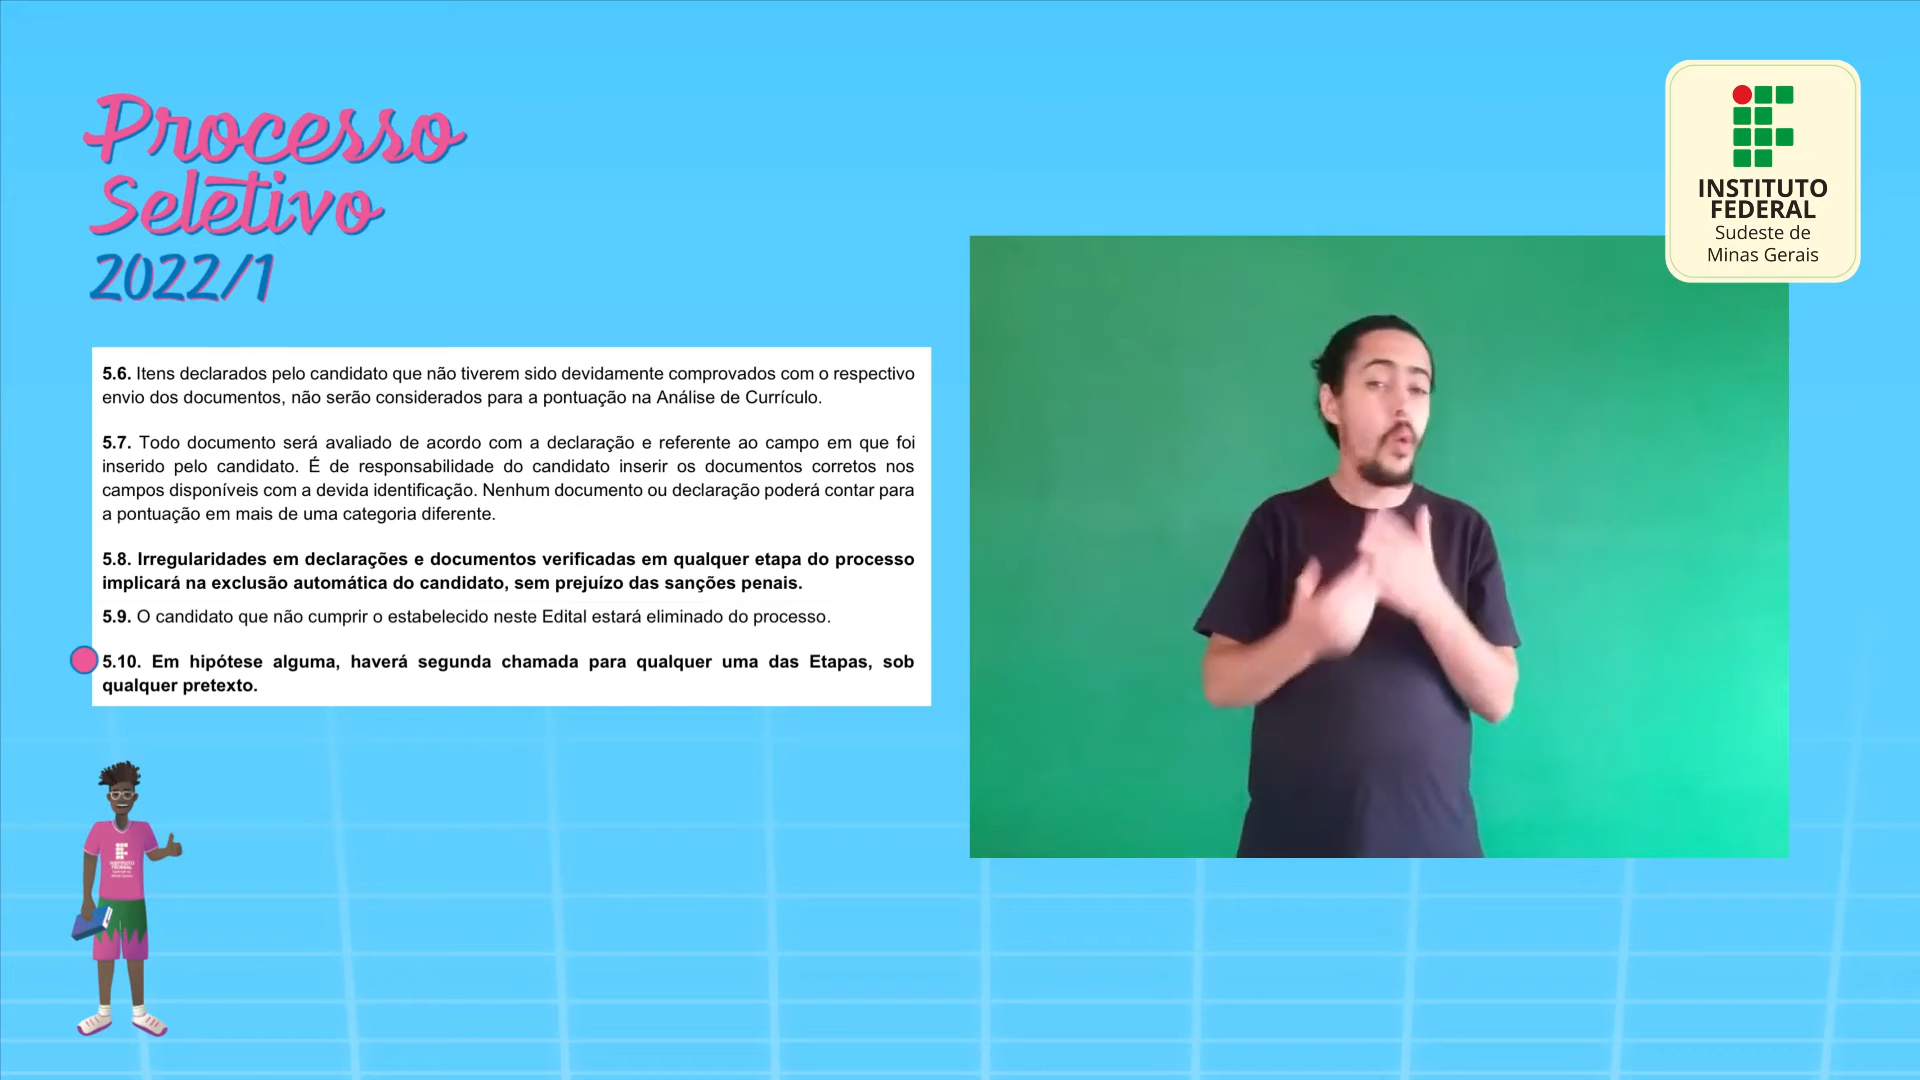 Processo
Seletivo
2022/1
INSTITUTO
FEDERAL
Sudeste de
Minas Gerais
5.6. Itens declarados pelo candidato que não tiverem sido devidamente comprovados com o respectivo
envio dos documentos, não serão considerados para a pontuação na Análise de Currículo.
5.7. Todo documento será avaliado de acordo com a declaração e referente ao campo em que foi
inserido pelo candidato. É de responsabilidade do candidato inserir os documentos corretos nos
campos disponíveis com a devida identificação. Nenhum documento ou declaração poderá contar para
a pontuação em mais de uma categoria diferente.
5.8. Irregularidades em declarações e documentos verificadas em qualquer etapa do processo
implicará na exclusão automática do candidato, sem prejuízo das sanções penais.
5.9. O candidato que não cumprir o estabelecido neste Edital estará eliminado do processo.
5.10. Em hipótese alguma, haverá segunda chamada para qualquer uma das Etapas, sob
qualquer pretexto.
INSTITUTO
FEDERAL